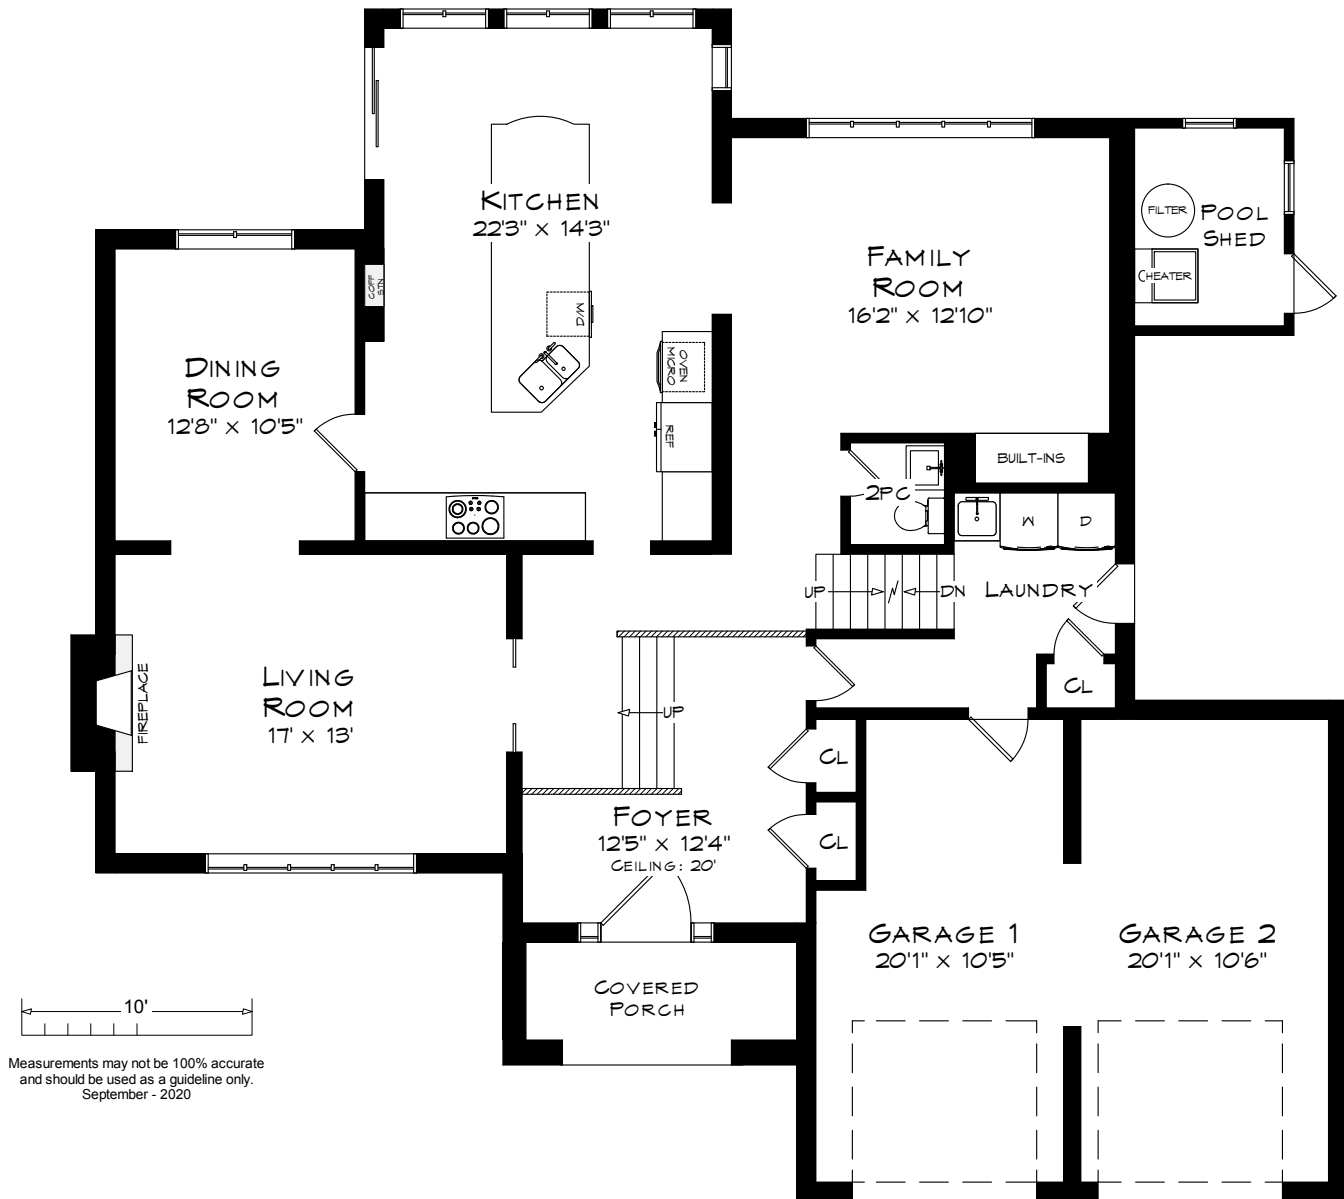 KITCHEN
22'3" x 14'3"
FILTER
POOL
SHED
CHEATER
FAMILY
ROOM
16'2" x 12'10"
COFF
STN
M/D
DINING
ROOM
12'8" x 10'5"
OVEN
MICRO
REF
BUILT-INS
2PC
W
D
UP
DN
LAUNDRY
LIVING
ROOM
17' x 13'
FIREPLACE
UP
CL
CL
CL
FOYER
12'5" x 12'4"
CEILING: 20'
GARAGE 1
20'1" x 10'5"
GARAGE 2
20'1" x 10'6"
COVERED
PORCH
10'
Measurements may not be 100% accurate
and should be used as a guideline only.
September - 2020